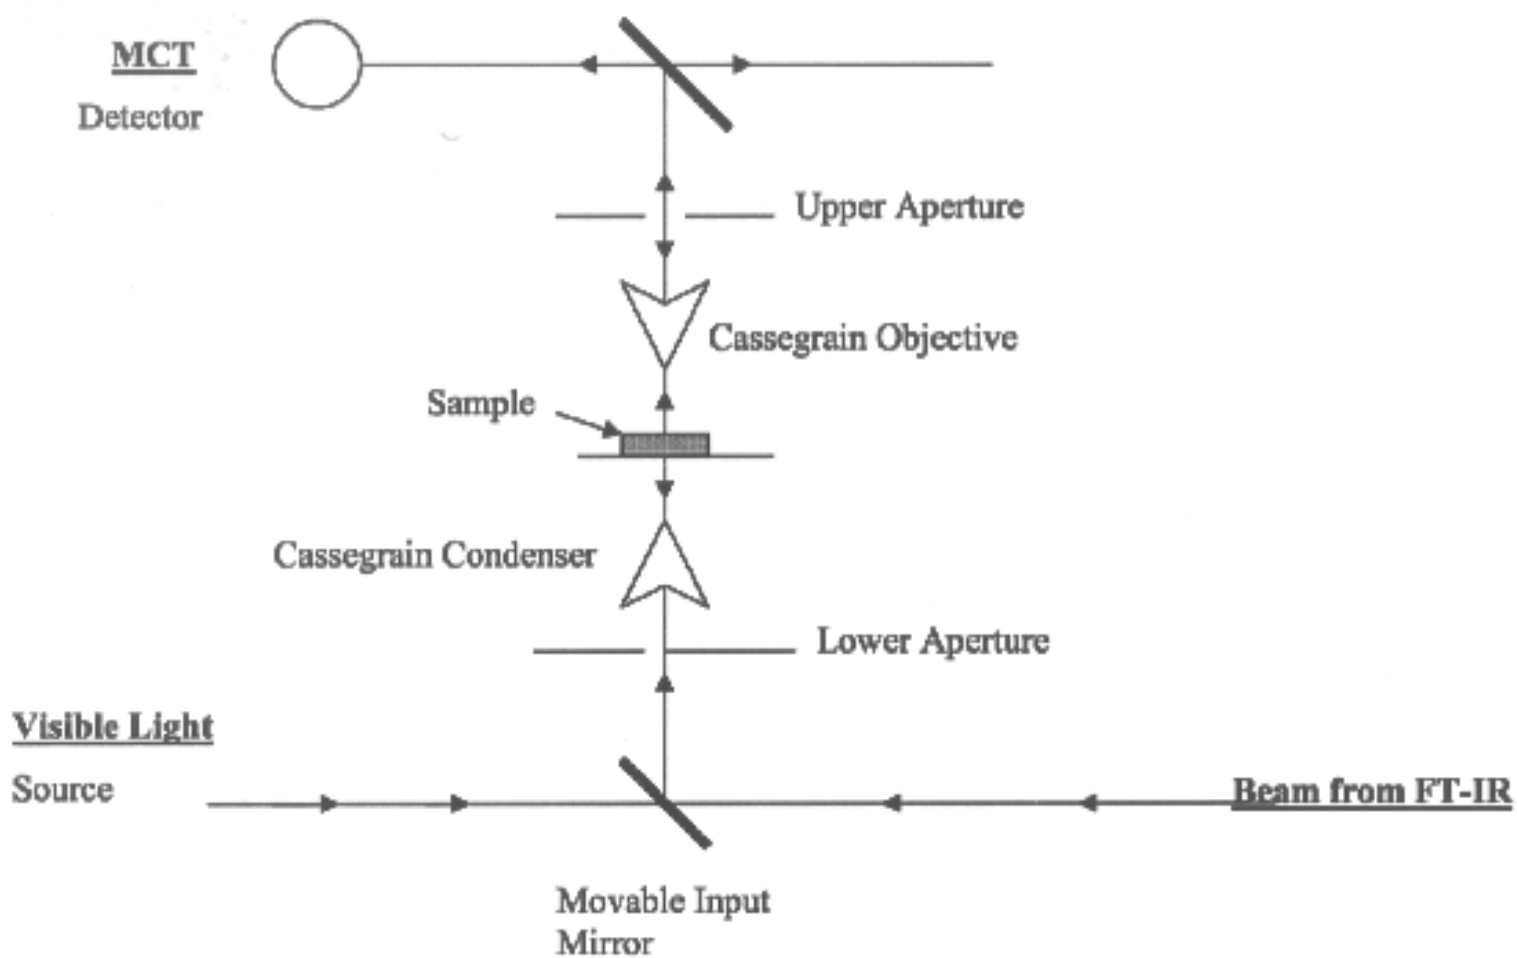 MCT
Detector
Upper Aperture
Cassegrain Objective
Sample
Cassegrain Condenser
Lower Aperture
Visible Light
Source
Beam from FT-IR
Movable Input
Mirror